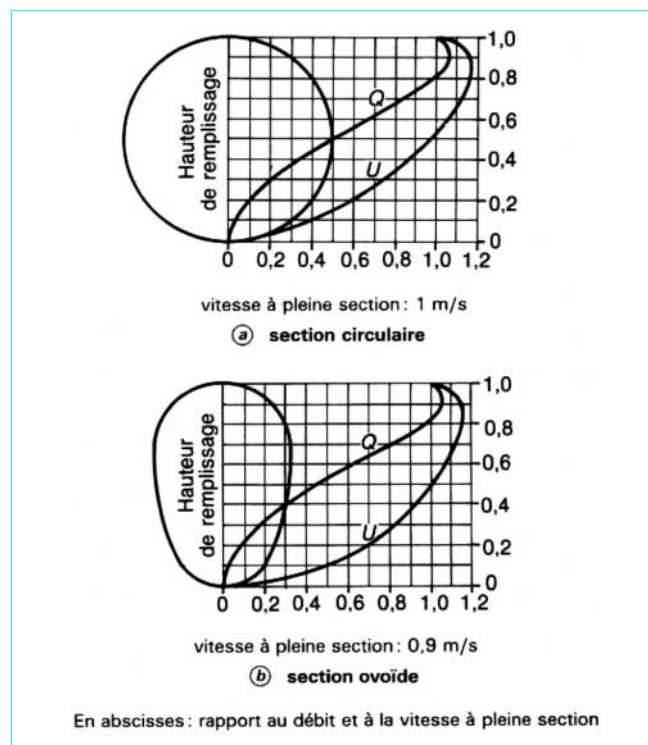 Hauteur
de remplissage
Q
U
1,0
0,8
0,6
0,4
0,2
0
0 0,2 0,4 0,6 0,8 1,0 1,2
vitesse à pleine section : 1 m/s
ⓐ section circulaire
Hauteur
de remplissage
Q
U
1,0
0,8
0,6
0,4
0,2
0
0 0,2 0,4 0,6 0,8 1,0 1,2
vitesse à pleine section : 0,9 m/s
ⓑ section ovoïde
En abscisses : rapport au débit et à la vitesse à pleine section